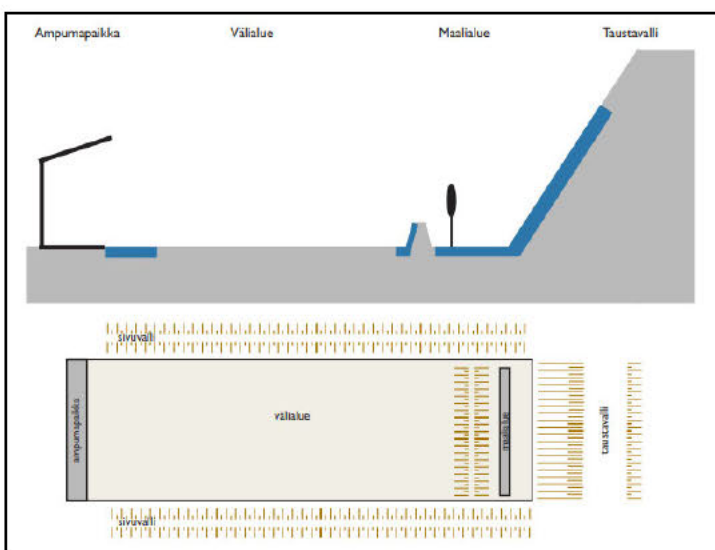 Ampumapaikka Välialue Maalialue Taustavalli
sivuvalli
ampumapaikka
välialue
maalialue
taustavalli
sivuvalli